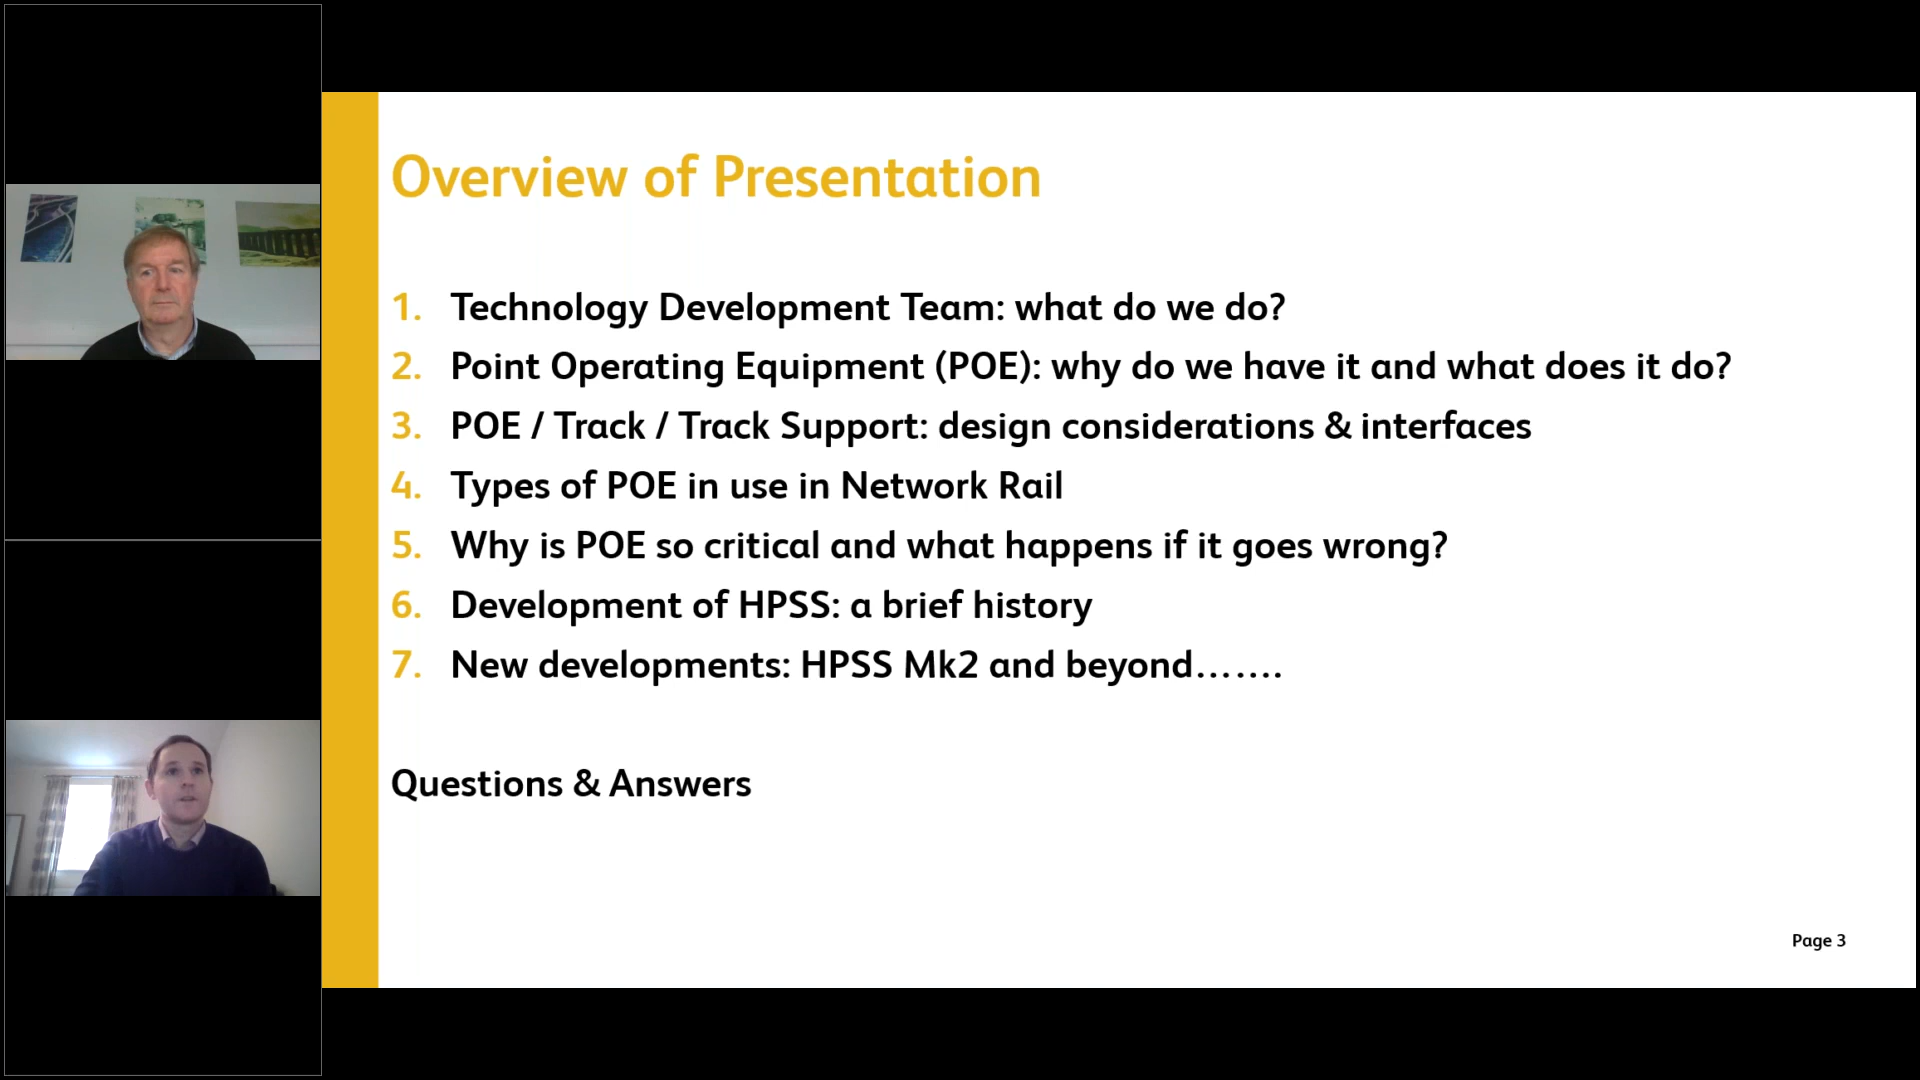 Overview of Presentation
1. Technology Development Team: what do we do?
2. Point Operating Equipment (POE): why do we have it and what does it do?
3. POE / Track / Track Support: design considerations & interfaces
4. Types of POE in use in Network Rail
5. Why is POE so critical and what happens if it goes wrong?
6. Development of HPSS: a brief history
7. New developments: HPSS Mk2 and beyond.......
Questions & Answers
Page 3